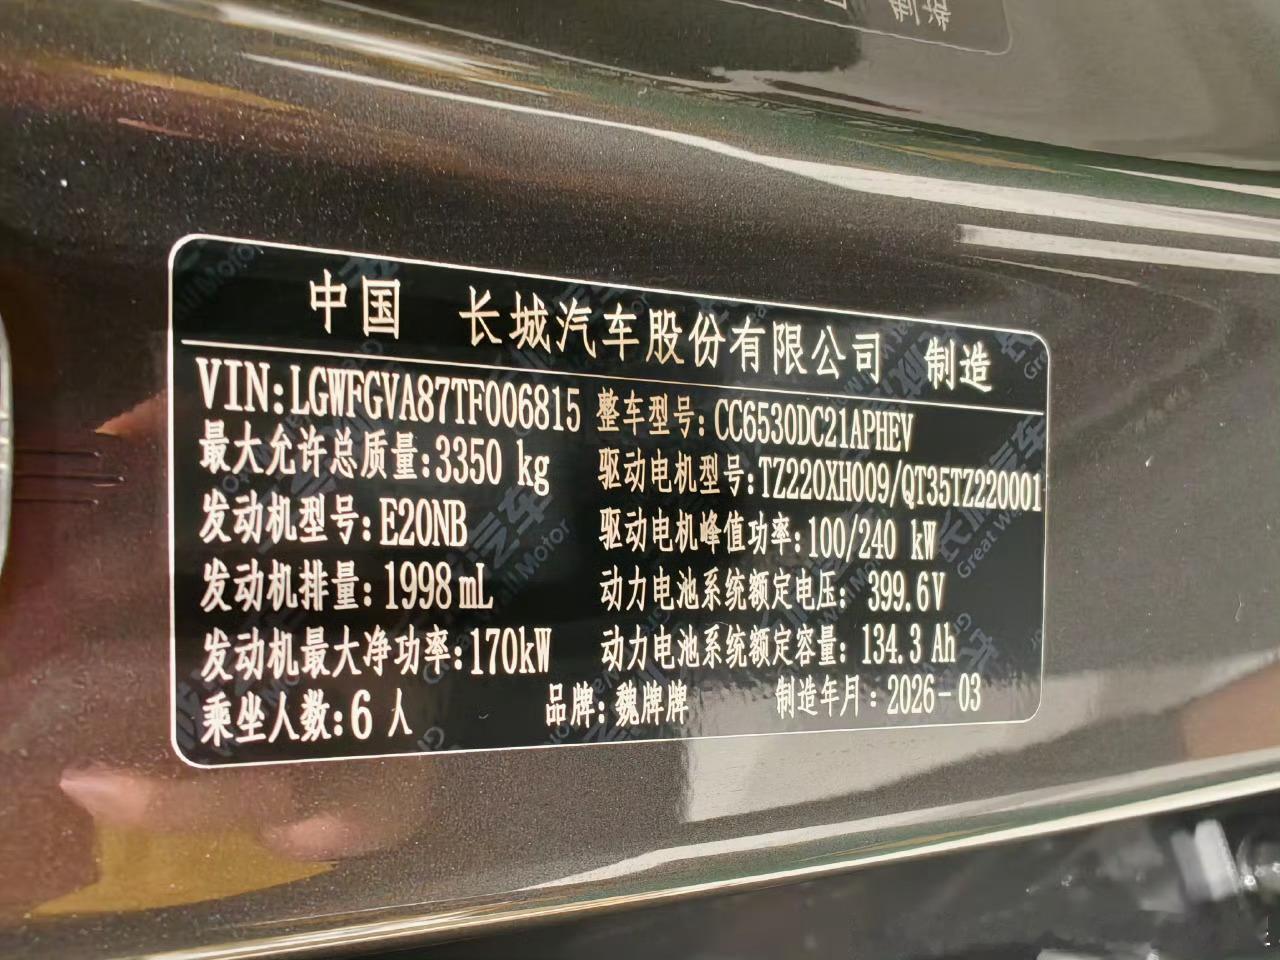 中国 长城汽车股份有限公司 制造
VIN:LGWFGVA87TF006815 整车型号:CC6530DC21APHEV
最大允许总质量:3350 kg 驱动电机型号:TZ220XH009/QT35TZ220001
发动机型号:E20NB 驱动电机峰值功率:100/240 kW
发动机排量:1998mL 动力电池系统额定电压:399.6V
发动机最大净功率:170kW 动力电池系统额定容量:134.3 Ah
乘坐人数:6人 品牌:魏牌牌 制造年月:2026-03